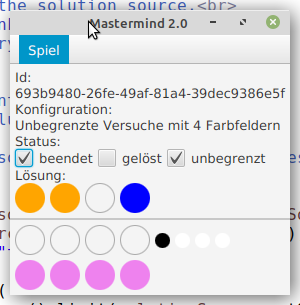 the solution source.<br>
Mastermind 2.0
Spiel
Id:
693b9480-26fe-49af-81a4-39dec9386e5f
Konfigruration:
Unbegrenzte Versuche mit 4 Farbfeldern
Status:
beendet gelöst unbegrenzt
Lösung: